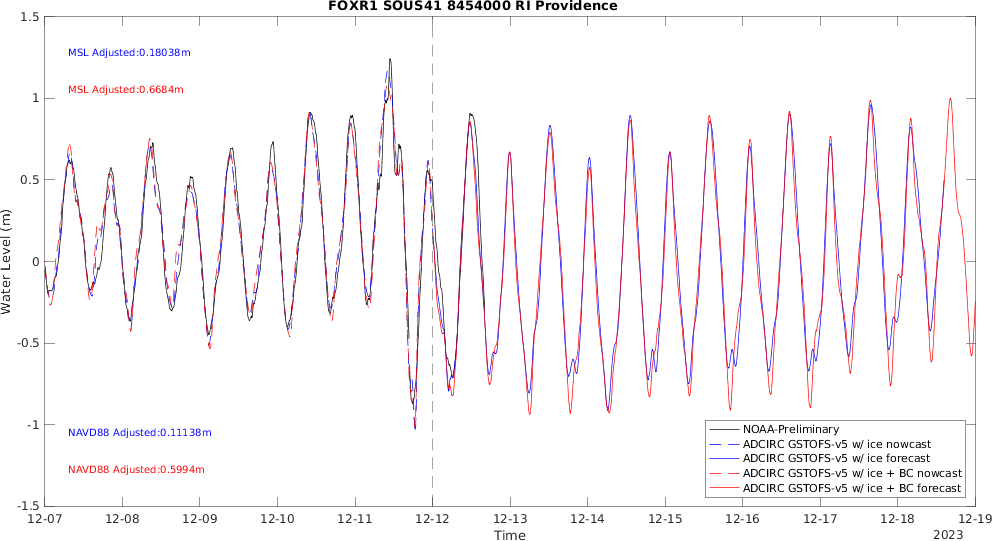 FOXR1 SOUS41 8454000 RI Providence
1.5
1
0.5
0
-0.5
-1
-1.5
Water Level (m)
MSL Adjusted:0.18038m
MSL Adjusted:0.6684m
NAVD88 Adjusted:0.11138m
NAVD88 Adjusted:0.5994m
NOAA-Preliminary
ADCIRC GSTOFS-v5 w/ ice nowcast
ADCIRC GSTOFS-v5 w/ ice forecast
ADCIRC GSTOFS-v5 w/ ice + BC nowcast
ADCIRC GSTOFS-v5 w/ ice + BC forecast
12-07 12-08 12-09 12-10 12-11 12-12 12-13 12-14 12-15 12-16 12-17 12-18 12-19
Time
2023